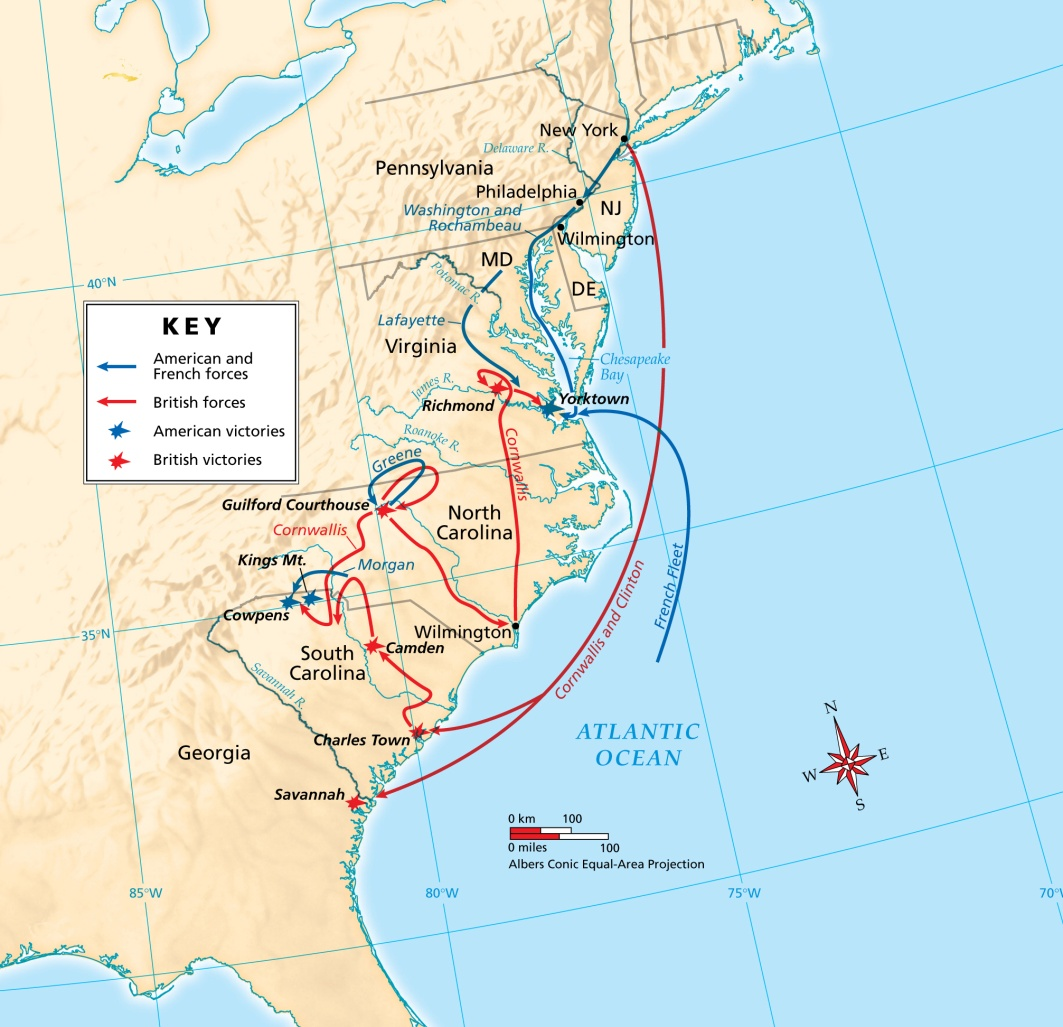 New York
Delaware R.
Pennsylvania
Philadelphia
NJ
Washington and
Rochambeau
Wilmington
MD
Potomac R.
40°N
DE
KEY
American and
French forces
British forces
American victories
British victories
Lafayette
Virginia
Chesapeake
Bay
James R.
Richmond
Yorktown
Roanoke R.
Cornwallis
Greene
Guilford Courthouse
North
Carolina
Cornwallis
Kings Mt.
Morgan
Cowpens
35°N
Wilmington
Camden
South
Carolina
Savannah R.
French Fleet
Cornwallis and Clinton
Charles Town
ATLANTIC
OCEAN
Georgia
Savannah
N
E
W
S
0 km 100
0 miles 100
Albers Conic Equal-Area Projection
85°W
80°W
75°W
70°W